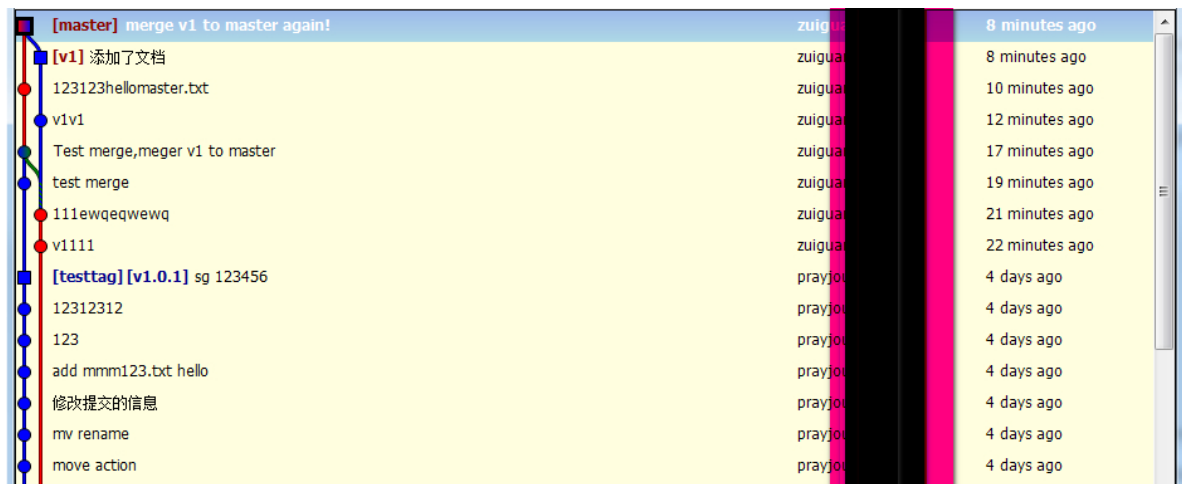 [master] merge v1 to master again! 8 minutes ago
[v1] 添加了文档 8 minutes ago
123123hellomaster.txt 10 minutes ago
v1v1 12 minutes ago
Test merge,meger v1 to master 17 minutes ago
test merge 19 minutes ago
111ewqeqwewq 21 minutes ago
v1111 22 minutes ago
[testtag] [v1.0.1] sg 123456 4 days ago
12312312 4 days ago
123 4 days ago
add mmm123.txt hello 4 days ago
修改提交的信息 4 days ago
mv rename 4 days ago
move action 4 days ago